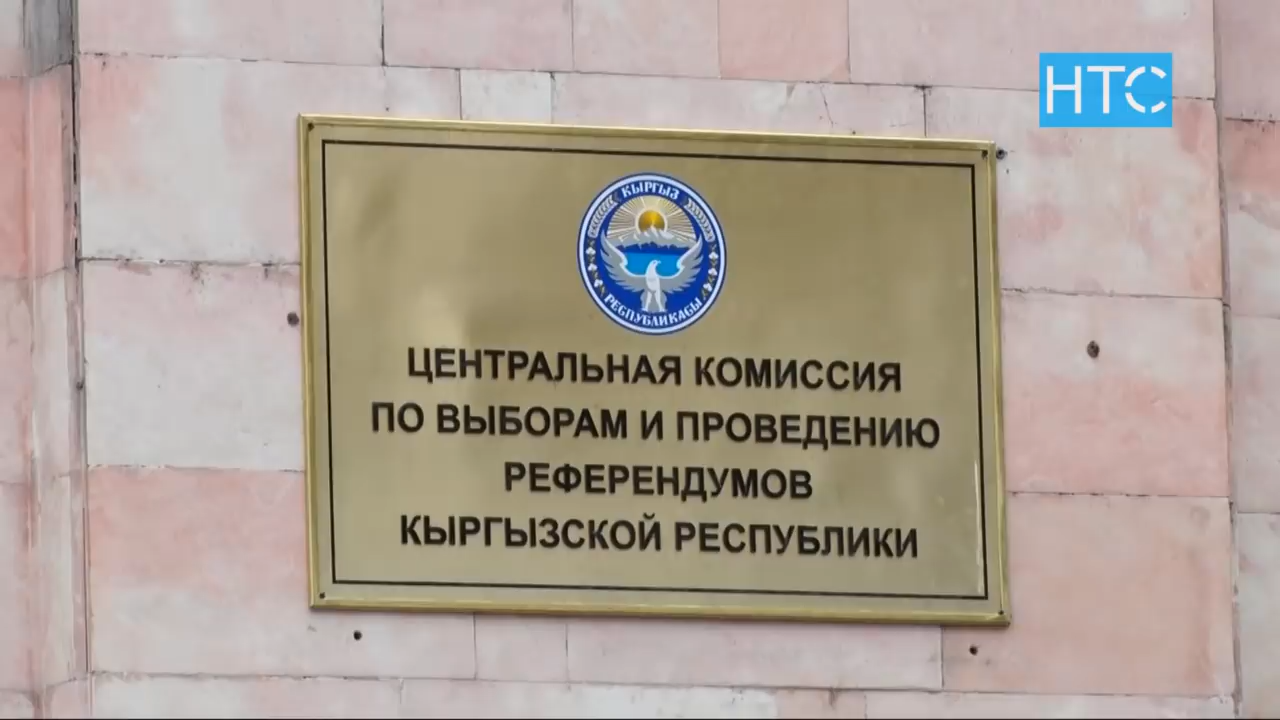 НТС
КЫРГЫЗ
РЕСПУБЛИКАСЫ
ЦЕНТРАЛЬНАЯ КОМИССИЯ
ПО ВЫБОРАМ И ПРОВЕДЕНИЮ
РЕФЕРЕНДУМОВ
КЫРГЫЗСКОЙ РЕСПУБЛИКИ